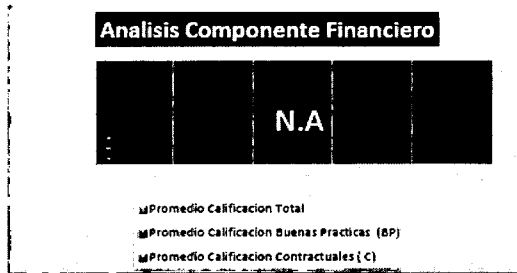 Analisis Componente Financiero
N.A
Promedio Calificacion Total
Promedio Calificacion Buenas Practicas (BP)
Promedio Calificacion Contractuales ( C )